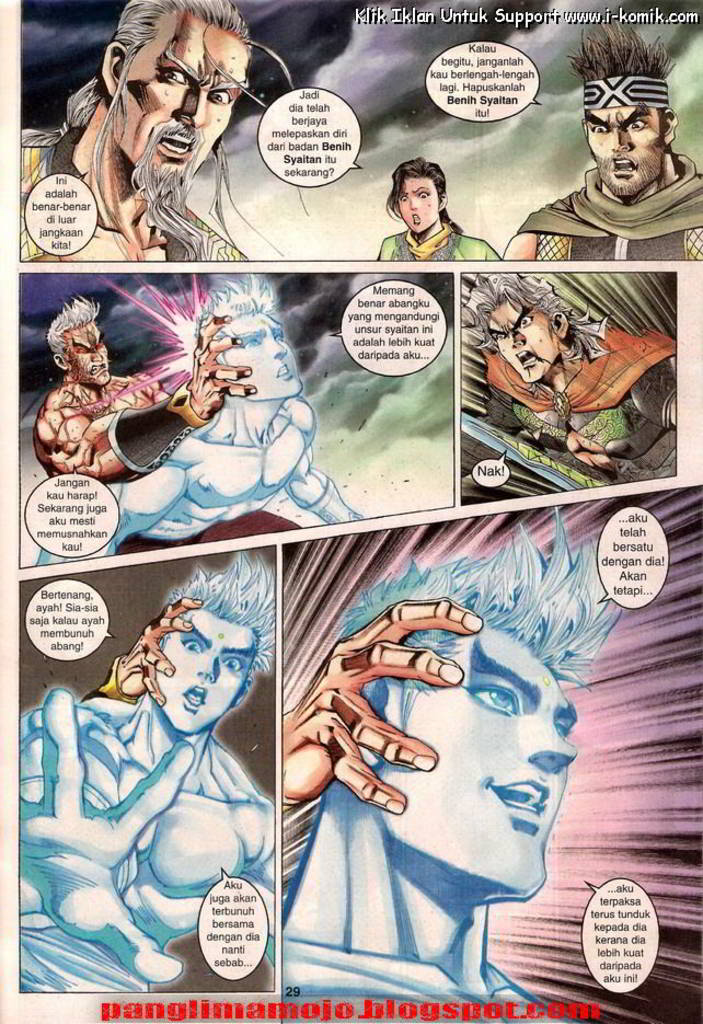 Klik Iklan Untuk Support www.i-komik.com
Ini
adalah
benar-benar
di luar
jangkaan
kita!
Jadi
dia telah
berjaya
melepaskan diri
dari badan Benih
Syaitan itu
sekarang?
Kalau
begitu, janganlah
kau berlengah-lengah
lagi. Hapuskanlah
Benih Syaitan
itu!
Jangan
kau harap!
Sekarang juga
aku mesti
memusnahkan
kau!
Memang
benar abangku
yang mengandungi
unsur syaitan ini
adalah lebih kuat
daripada aku...
Nak!
Bertenang,
ayah! Sia-sia
saja kalau ayah
membunuh
abang!
Aku
juga akan
terbunuh
bersama
dengan dia
nanti
sebab...
...aku
telah
bersatu
dengan dia!
Akan
tetapi...
...aku
terpaksa
terus tunduk
kepada dia
kerana dia
lebih kuat
daripada
aku ini!
29
panglimamojo.blogspot.com